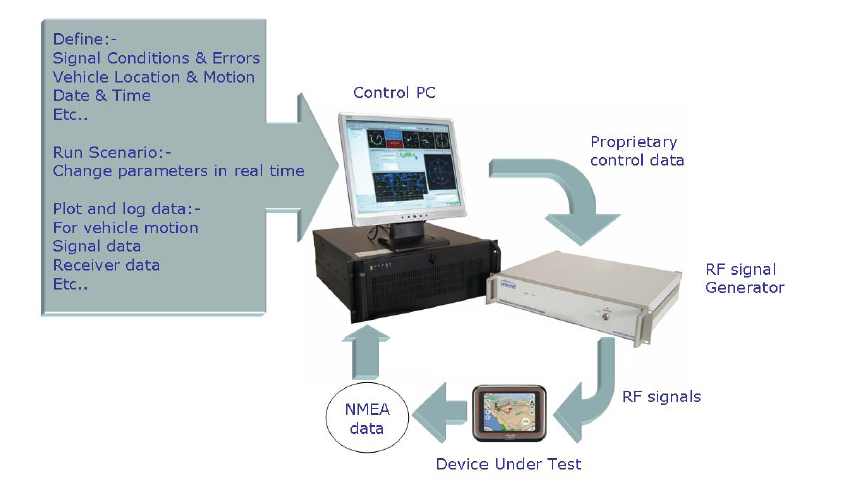 Define:-
Signal Conditions & Errors
Vehicle Location & Motion
Date & Time
Etc..
Run Scenario:-
Change parameters in real time
Plot and log data:-
For vehicle motion
Signal data
Receiver data
Etc..
Control PC
Proprietary
control data
RF signal
Generator
RF signals
Device Under Test
NMEA
data